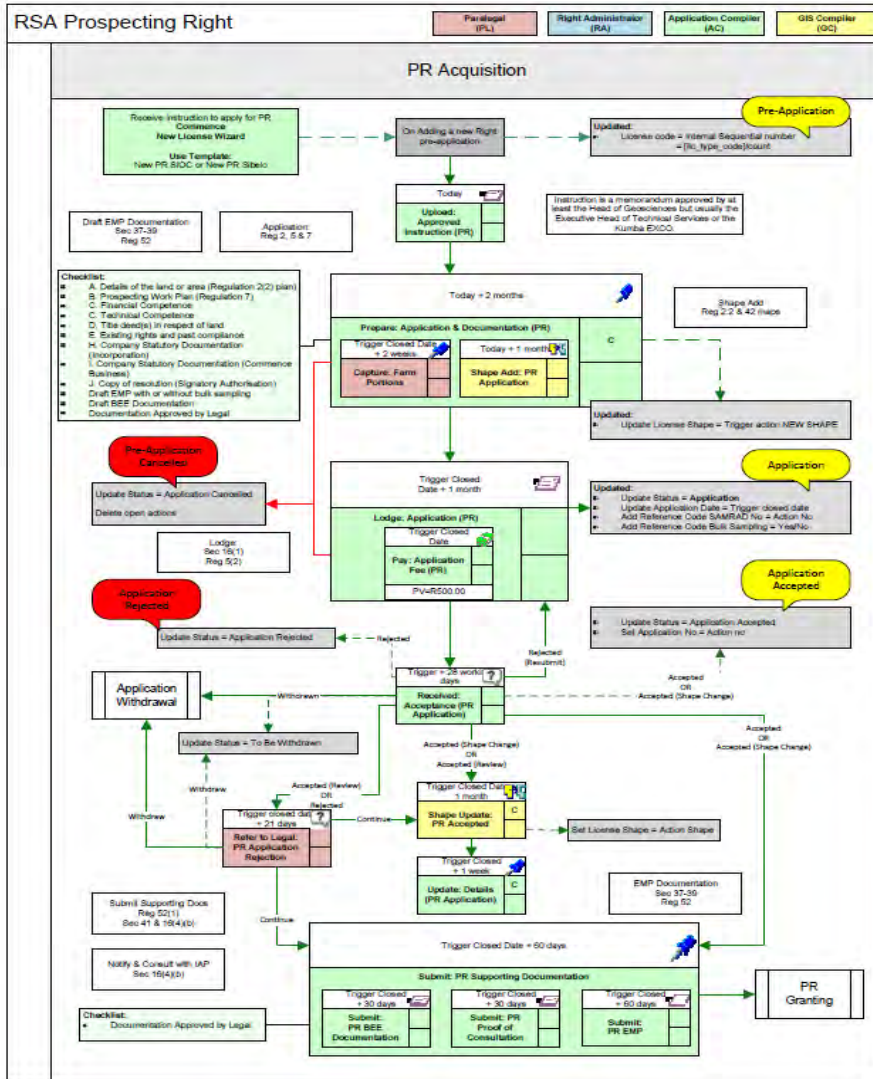 RSA Prospecting Right
Paralegal
(PL)
Right Administrator
(RA)
Application Compiler
(AC)
GIS Compiler
(GC)
PR Acquisition
Receive instruction to apply for PR
Commence
New License Wizard
Use Template:
New PR SIOC or New PR Sibelo
On Adding a new Right
pre-application
Pre-Application
Updated:
License code = Internal Sequential number
= [lic_type_code]/count
Today
Upload:
Approved
Instruction (PR)
Instruction is a memorandum approved by at
least the Head of Geosciences but usually the
Executive Head of Technical Services or the
Kumba EXCO.
Draft EMP Documentation
Sec 37-39
Reg 52
Application
Reg 2, 5 & 7
Checklist:
A. Details of the land or area (Regulation 2(2) plan)
B. Prospecting Work Plan (Regulation 7)
C. Financial Competence
C. Technical Competence
D. Title deed(s) in respect of land
E. Existing rights and past compliance
H. Company Statutory Documentation
(Incorporation)
I. Company Statutory Documentation (Commence
Business)
J. Copy of resolution (Signatory Authorisation)
Draft EMP with or without bulk sampling
Draft BEE Documentation
Documentation Approved by Legal
Today + 2 months
Prepare: Application & Documentation (PR)
C
Trigger Closed Date
+ 2 weeks
Capture: Farm
Portions
Today + 1 month
Shape Add: PR
Application
Shape Add
Reg 2.2 & 42 maps
Updated:
Update License Shape = Trigger action NEW SHAPE
Pre-Application
Cancelled
Update Status = Application Cancelled
Delete open actions
Trigger Closed
Date + 1 month
Lodge: Application (PR)
Trigger Closed
Date
Pay: Application
Fee (PR)
PV=R500.00
Application
Updated:
Update Status = Application
Update Application Date = Trigger closed date
Add Reference Code SAMRAD No = Action No
Add Reference Code Bulk Sampling = Yes/No
Lodge
Sec 16(1)
Reg 5(2)
Application
Rejected
Update Status = Application Rejected
Rejected
Rejected
(Resubmit)
Application
Accepted
Update Status = Application Accepted
Set Application No = Action no
Trigger + 28 working
days
Received:
Acceptance (PR
Application)
Accepted
OR
Accepted (Shape Change)
Application
Withdrawal
Withdrawn
Update Status = To Be Withdrawn
Accepted (Shape Change)
OR
Accepted (Review)
Accepted
OR
Accepted (Shape Change)
Withdraw
Withdraw
Accepted (Review)
OR
Rejected
Trigger closed date
+ 21 days
Refer to Legal:
PR Application
Rejection
Continue
Trigger Closed Date
1 month
Shape Update:
PR Accepted
C
Set License Shape = Action Shape
Trigger Closed
+ 1 week
Update: Details
(PR Application)
C
EMP Documentation
Sec 37-39
Reg 52
Submit Supporting Docs
Reg 52(1)
Sec 41 & 16(4)(b)
Continue
Notify & Consult with IAP
Sec 16(4)(b)
Trigger Closed Date + 60 days
Submit: PR Supporting Documentation
Trigger Closed
+ 30 days
Submit:
PR BEE
Documentation
Trigger Closed
+ 30 days
Submit: PR
Proof of
Consultation
Trigger Closed
+ 60 days
Submit:
PR EMP
PR
Granting
Checklist:
Documentation Approved by Legal